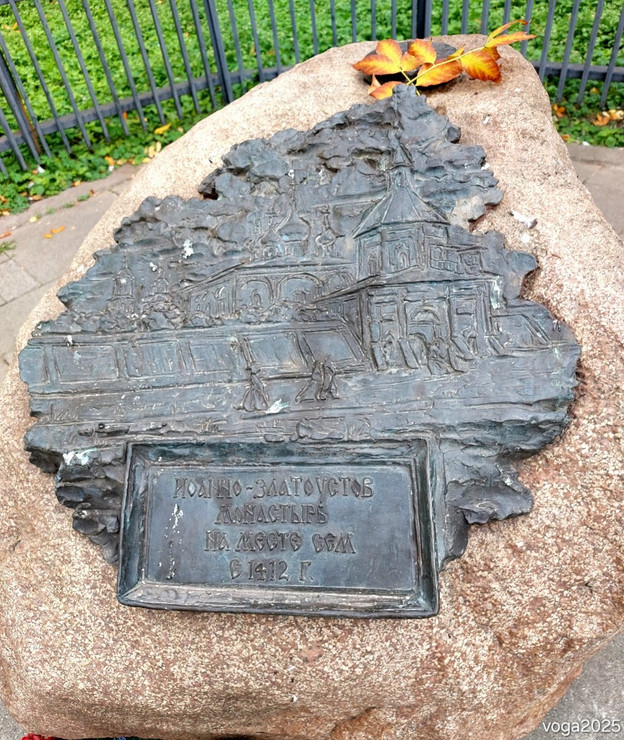 ИОАННО-ЗЛАТОУСТОВ
МОНАСТЫРЬ
НА МЕСТЕ СЕМ
С 1412 Г.
voga2025